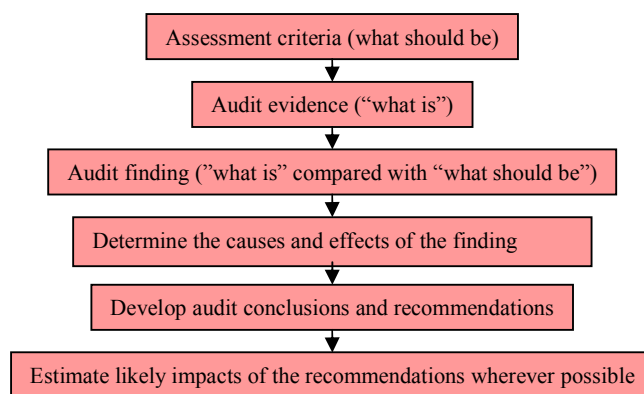 Assessment criteria (what should be)
Audit evidence (“what is”)
Audit finding (”what is” compared with “what should be”)
Determine the causes and effects of the finding
Develop audit conclusions and recommendations
Estimate likely impacts of the recommendations wherever possible